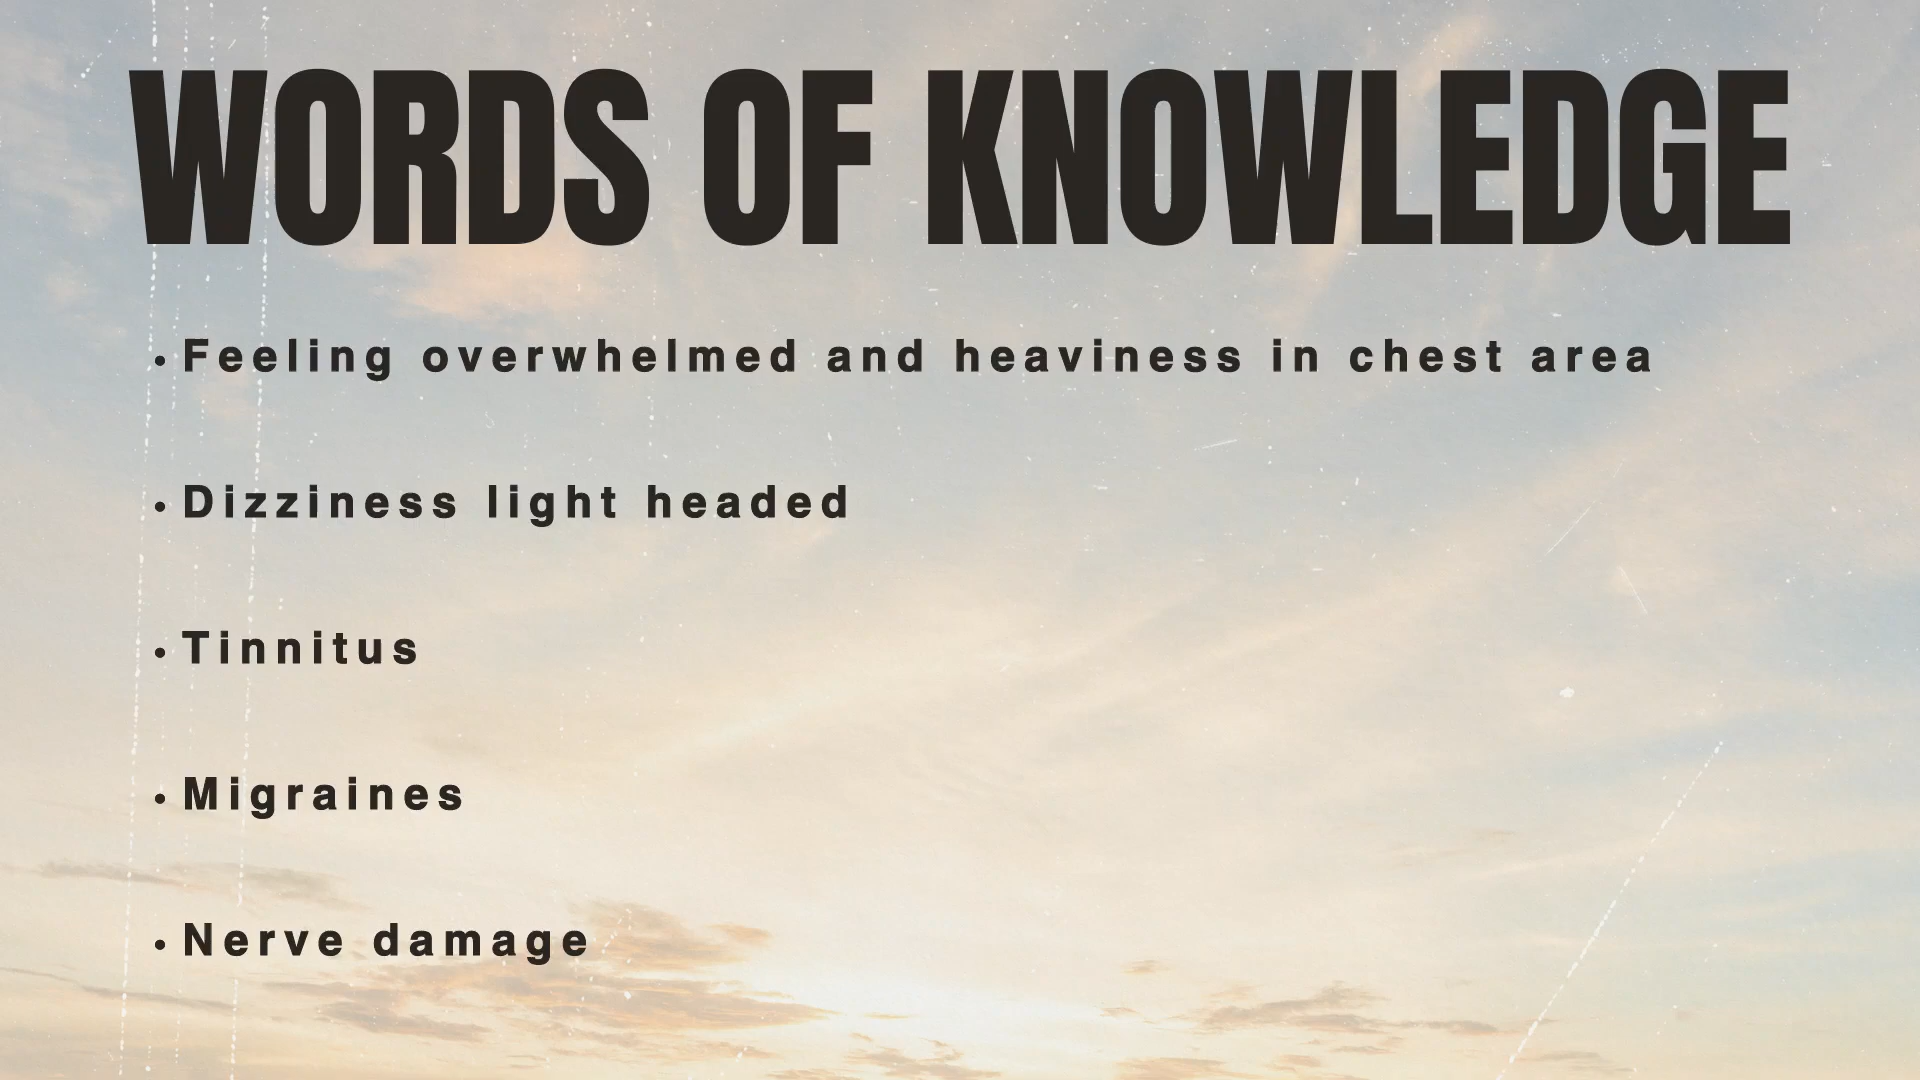 WORDS OF KNOWLEDGE
• Feeling overwhelmed and heaviness in chest area
• Dizziness light headed
• Tinnitus
• Migraines
• Nerve damage